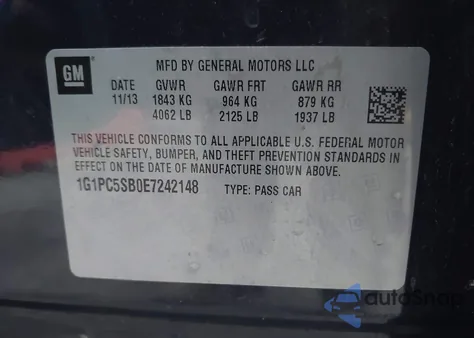 GM
MFD BY GENERAL MOTORS LLC
DATE GVWR GAWR FRT GAWR RR
11/13 1843 KG 964 KG 879 KG
4062 LB 2125 LB 1937 LB
THIS VEHICLE CONFORMS TO ALL APPLICABLE U.S. FEDERAL MOTOR
VEHICLE SAFETY, BUMPER, AND THEFT PREVENTION STANDARDS IN
EFFECT ON THE DATE OF MANUFACTURE SHOWN ABOVE.
1G1PC5SB0E7242148 TYPE: PASS CAR
autoSnap